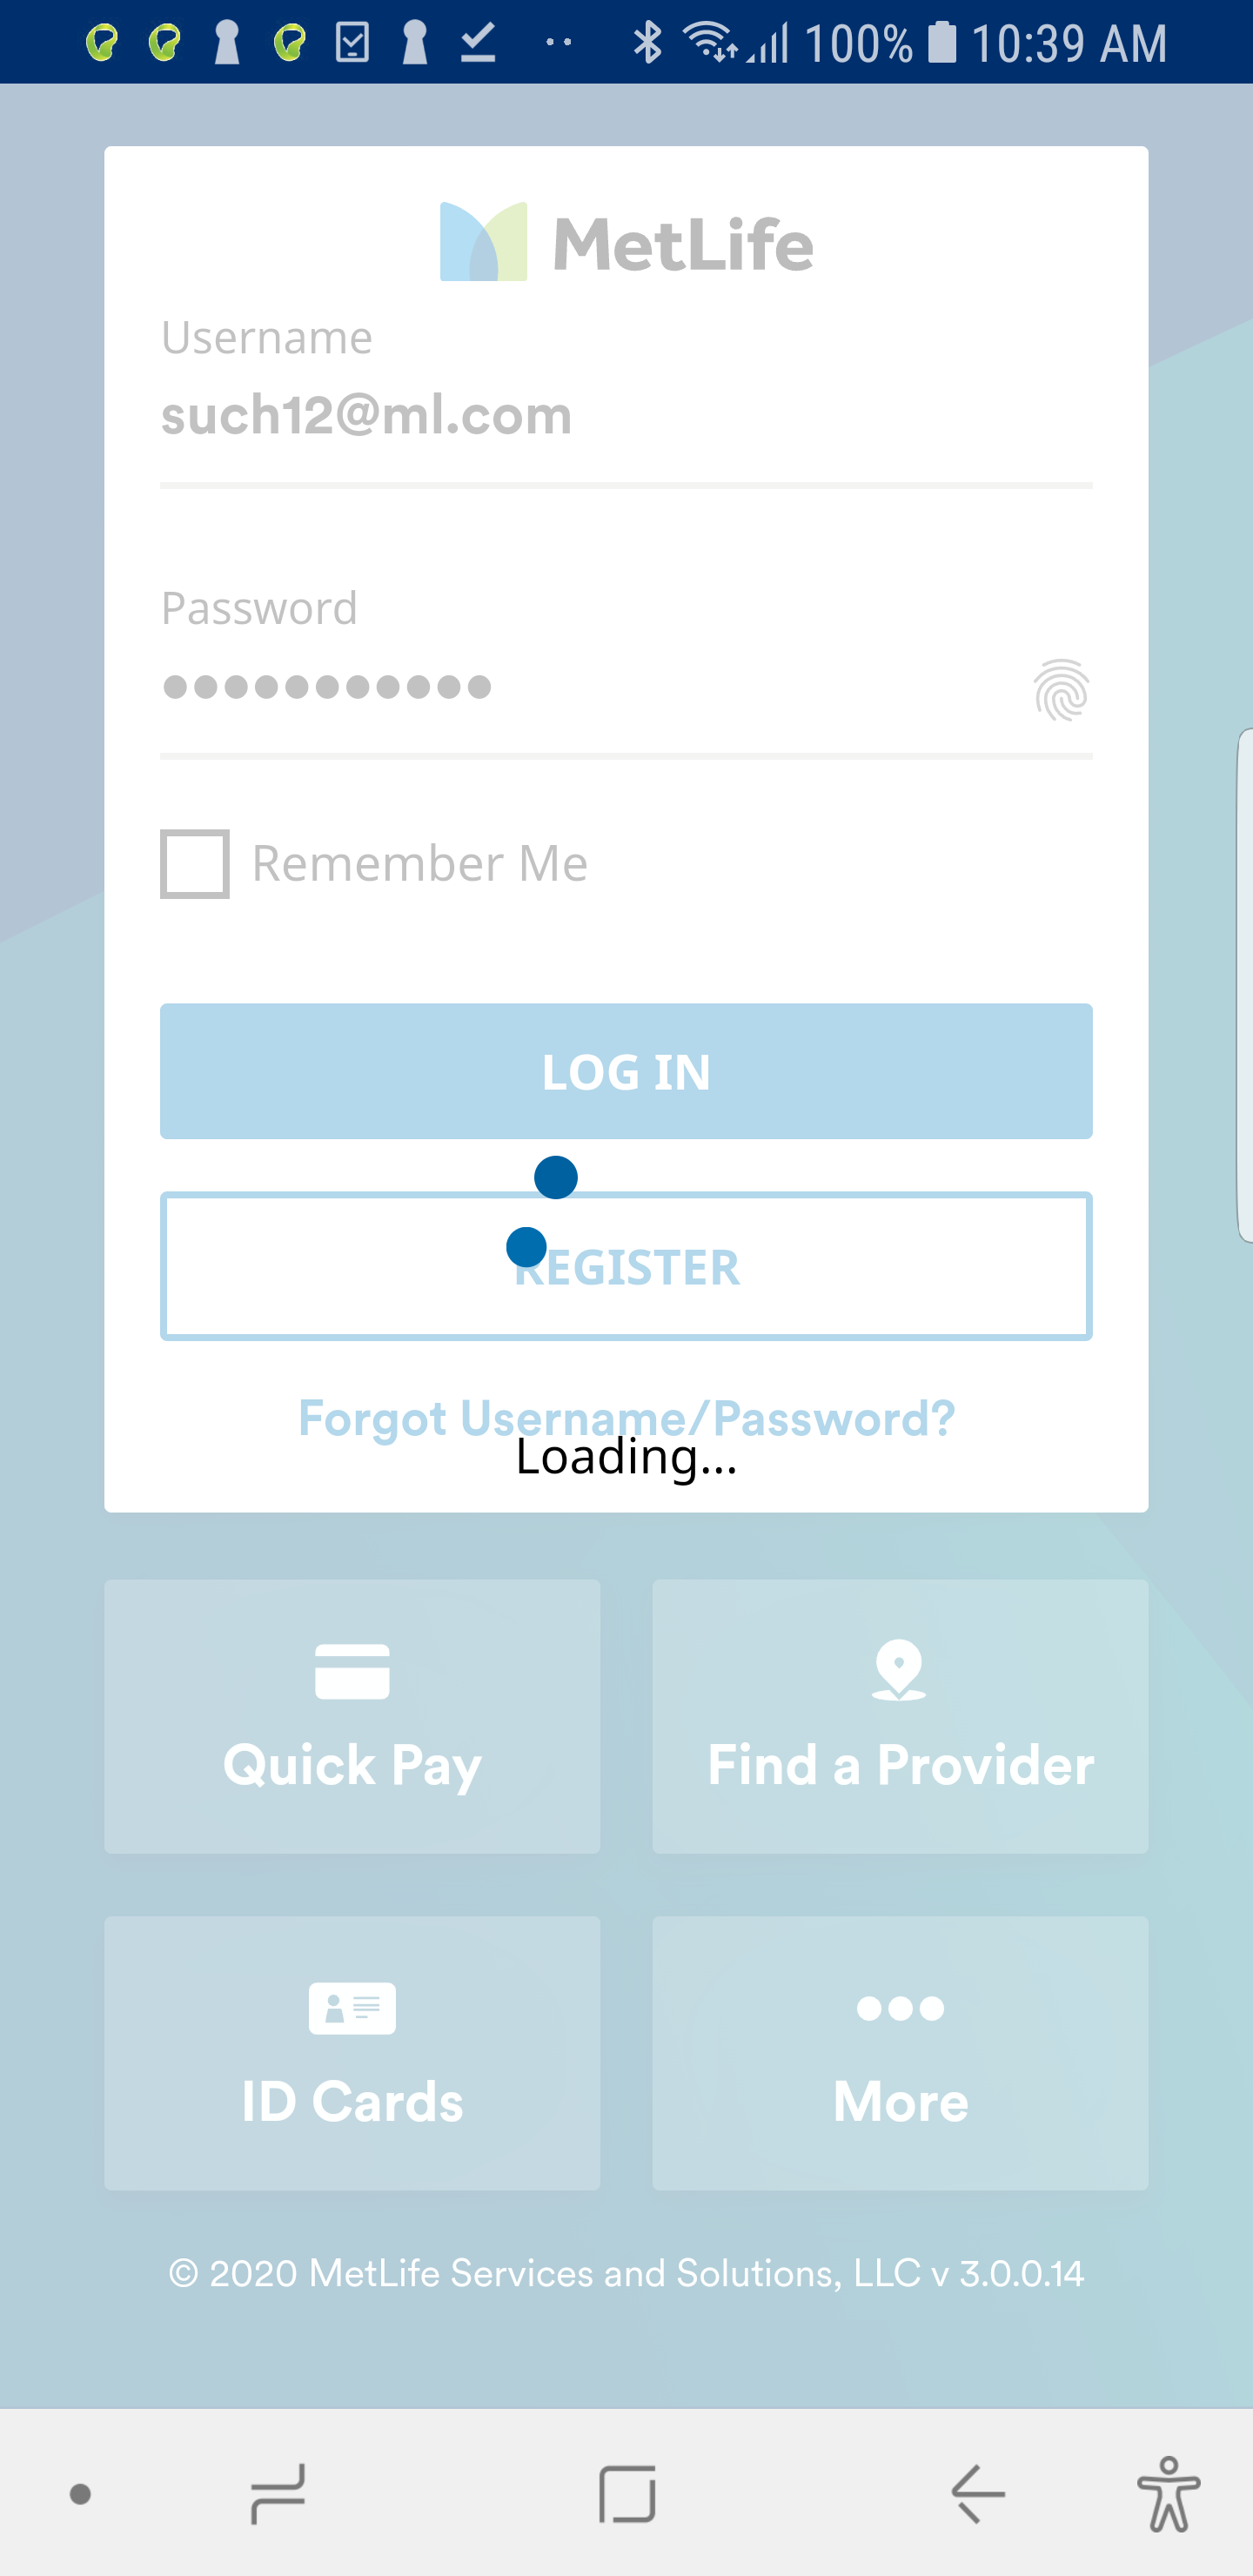 100% 10:39 AM
MetLife
Username
such12@ml.com
Password
Remember Me
LOG IN
REGISTER
Forgot Username/Password?
Loading...
Quick Pay
Find a Provider
ID Cards
More
© 2020 MetLife Services and Solutions, LLC v 3.0.0.14